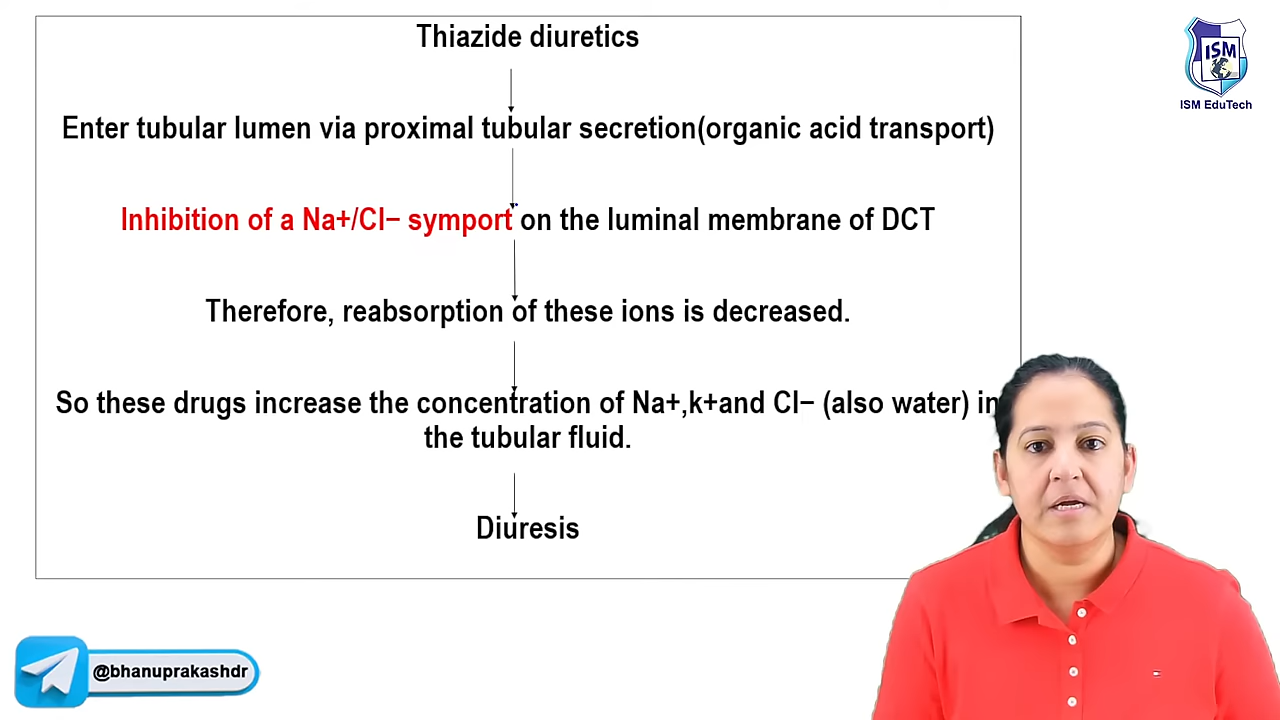 Thiazide diuretics
Enter tubular lumen via proximal tubular secretion(organic acid transport)
Inhibition of a Na+/Cl− symport on the luminal membrane of DCT
Therefore, reabsorption of these ions is decreased.
So these drugs increase the concentration of Na+,k+and Cl− (also water) in
the tubular fluid.
Diuresis
ISM
ISM EduTech
@bhanuprakashdr